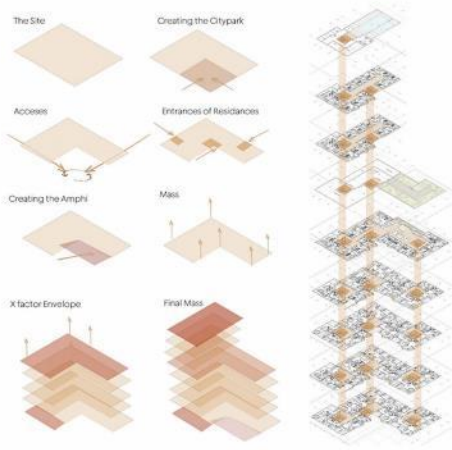 The Site
Creating the Citypark
Acceses
Entrances of Residances
Creating the Amphi
Mass
X factor Envelope
Final Mass